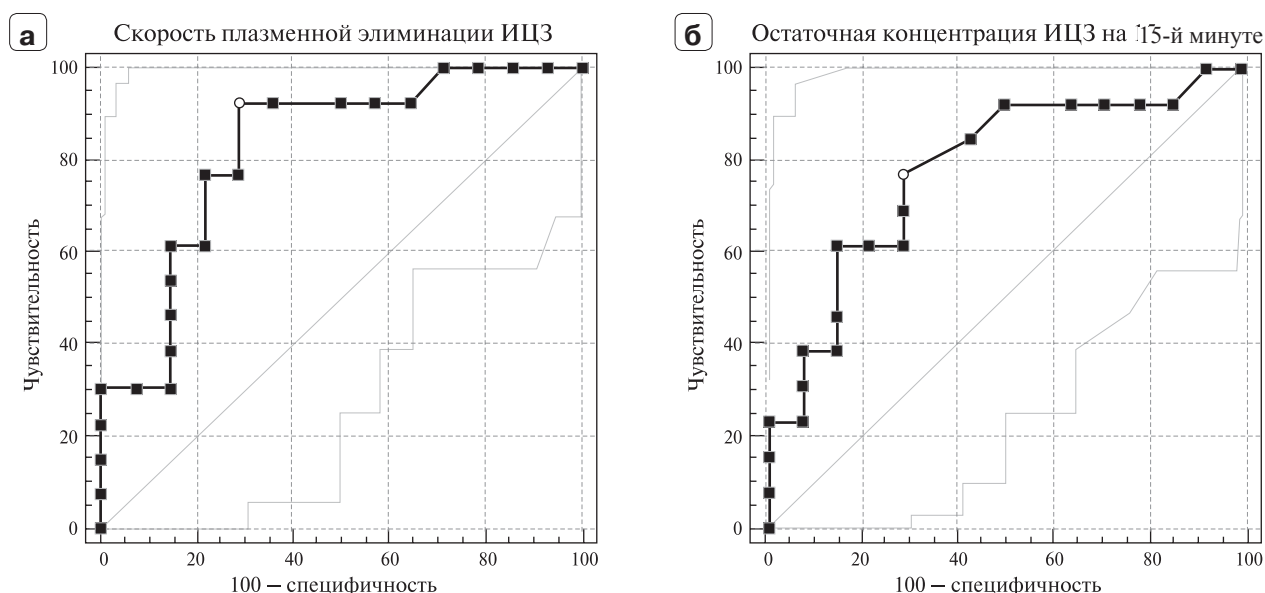 а
Скорость плазменной элиминации ИЦЗ
100
80
60
40
20
0
Чувствительность
0 20 40 60 80 100
100 – специфичность
б
Остаточная концентрация ИЦЗ на 15-й минуте
100
80
60
40
20
0
Чувствительность
0 20 40 60 80 100
100 – специфичность